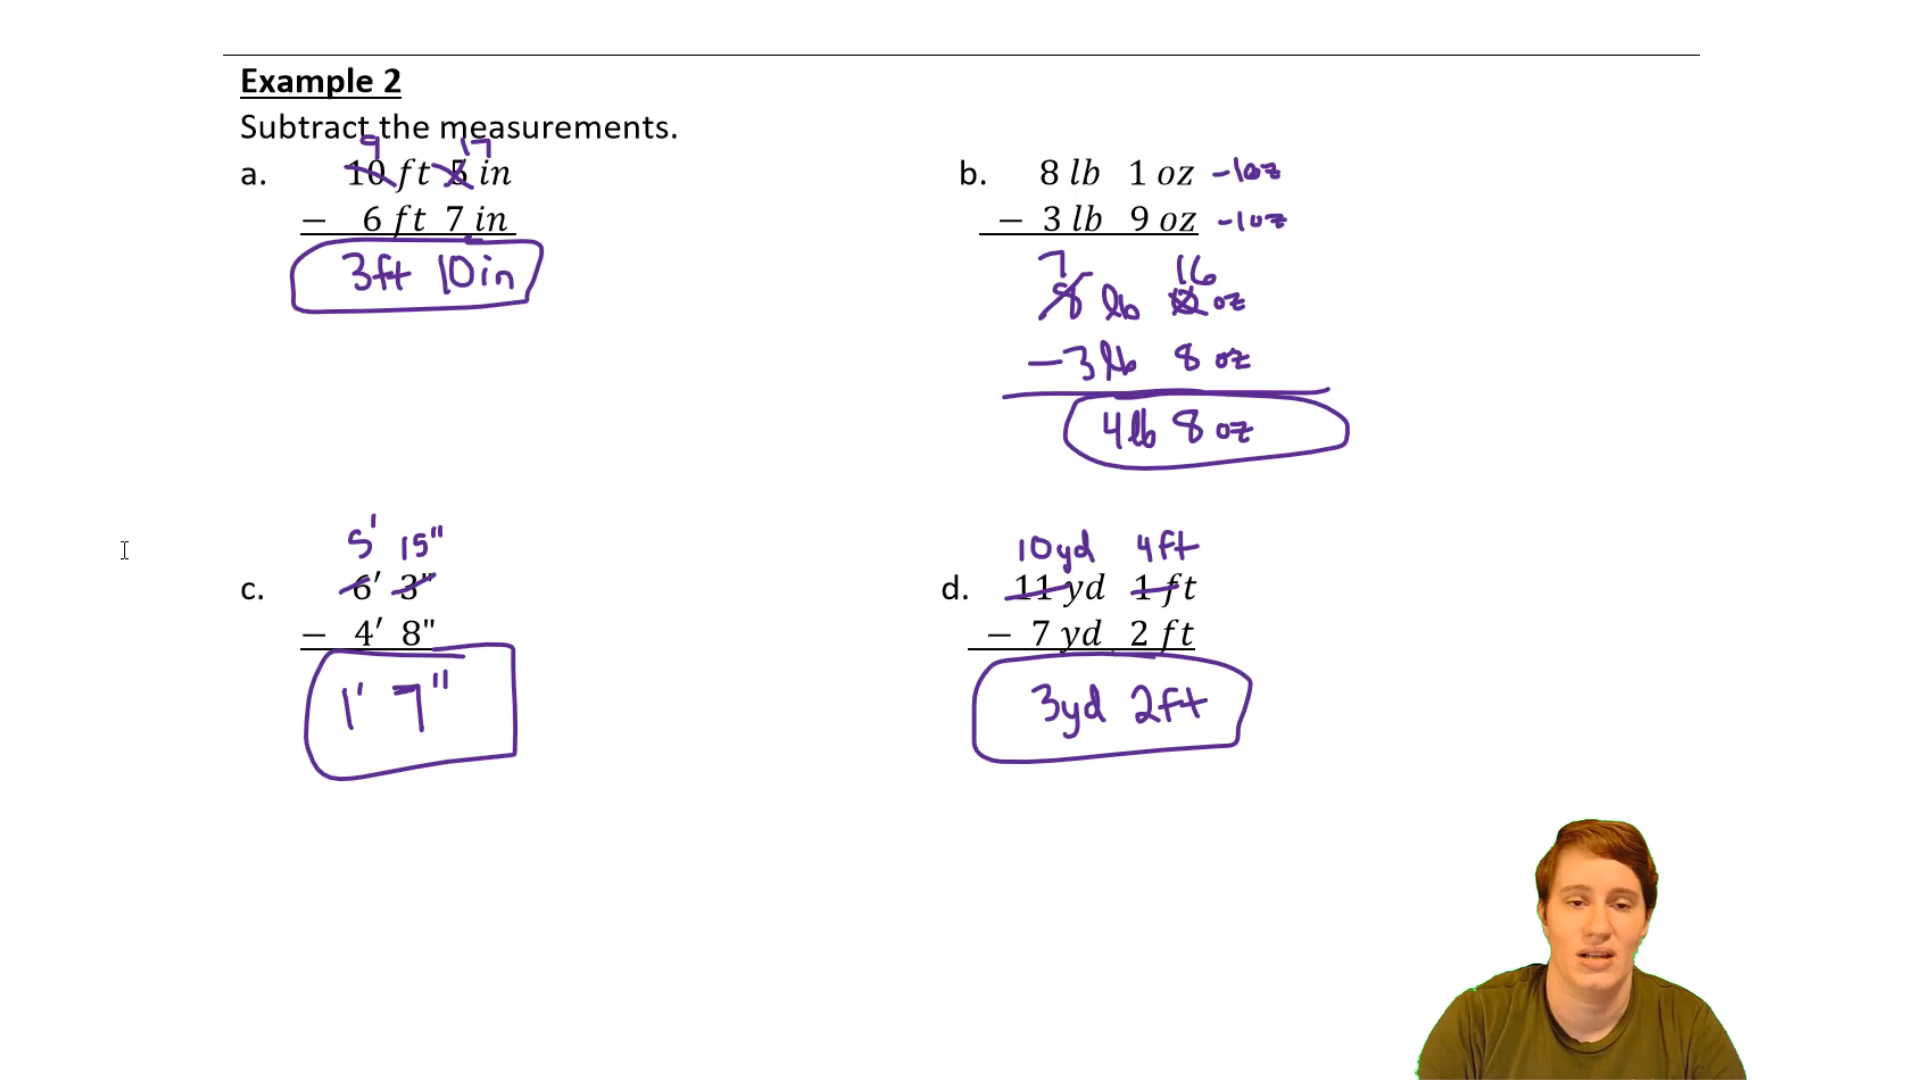 Example 2
Subtract the measurements.
9 17
a. 10 ft 5 in
− 6 ft 7 in
3ft 10in
b. 8 lb 1 oz -1oz
− 3 lb 9 oz -1oz
7 16
8 lb oz
-3 lb 8 oz
4lb 8 oz
5' 15"
c. 6′ 3"
− 4′ 8"
1' 7"
10yd 4ft
d. 11 yd 1 ft
− 7 yd 2 ft
3yd 2ft